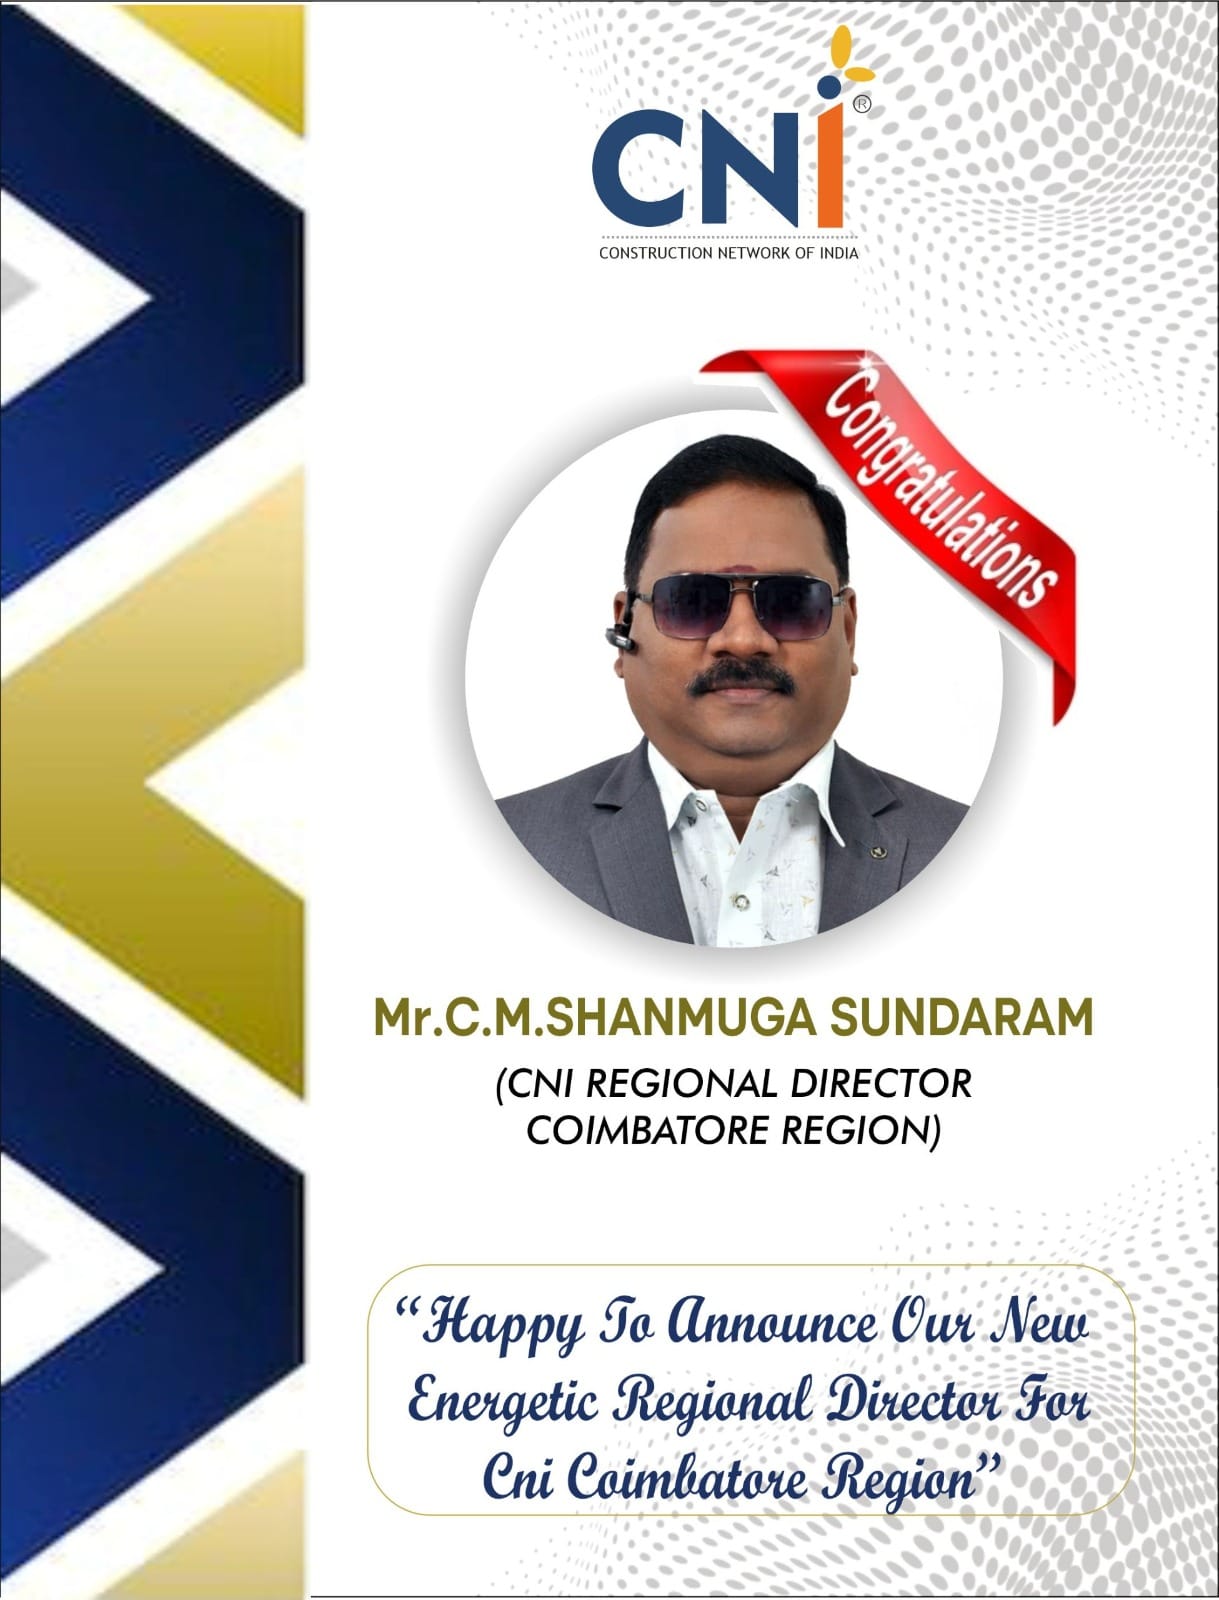 CNi®
CONSTRUCTION NETWORK OF INDIA
Congratulations
Mr.C.M.SHANMUGA SUNDARAM
(CNI REGIONAL DIRECTOR
COIMBATORE REGION)
“Happy To Announce Our New
Energetic Regional Director For
Cni Coimbatore Region”